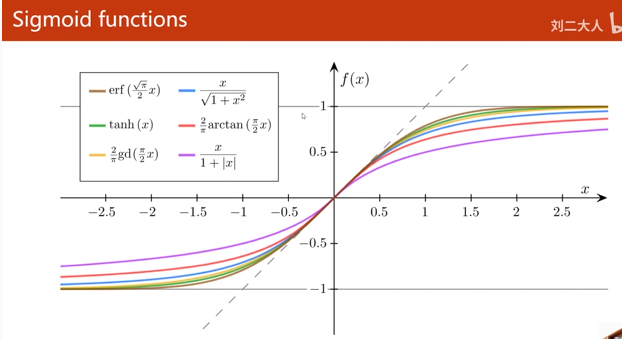 Sigmoid functions
刘二大人
f(x)
erf(√π/2 x)
x/√(1 + x²)
tanh(x)
2/π arctan(π/2 x)
2/π gd(π/2 x)
x/(1 + |x|)
1
0.5
x
−2.5 −2 −1.5 −1 −0.5 0.5 1 1.5 2 2.5
−0.5
−1